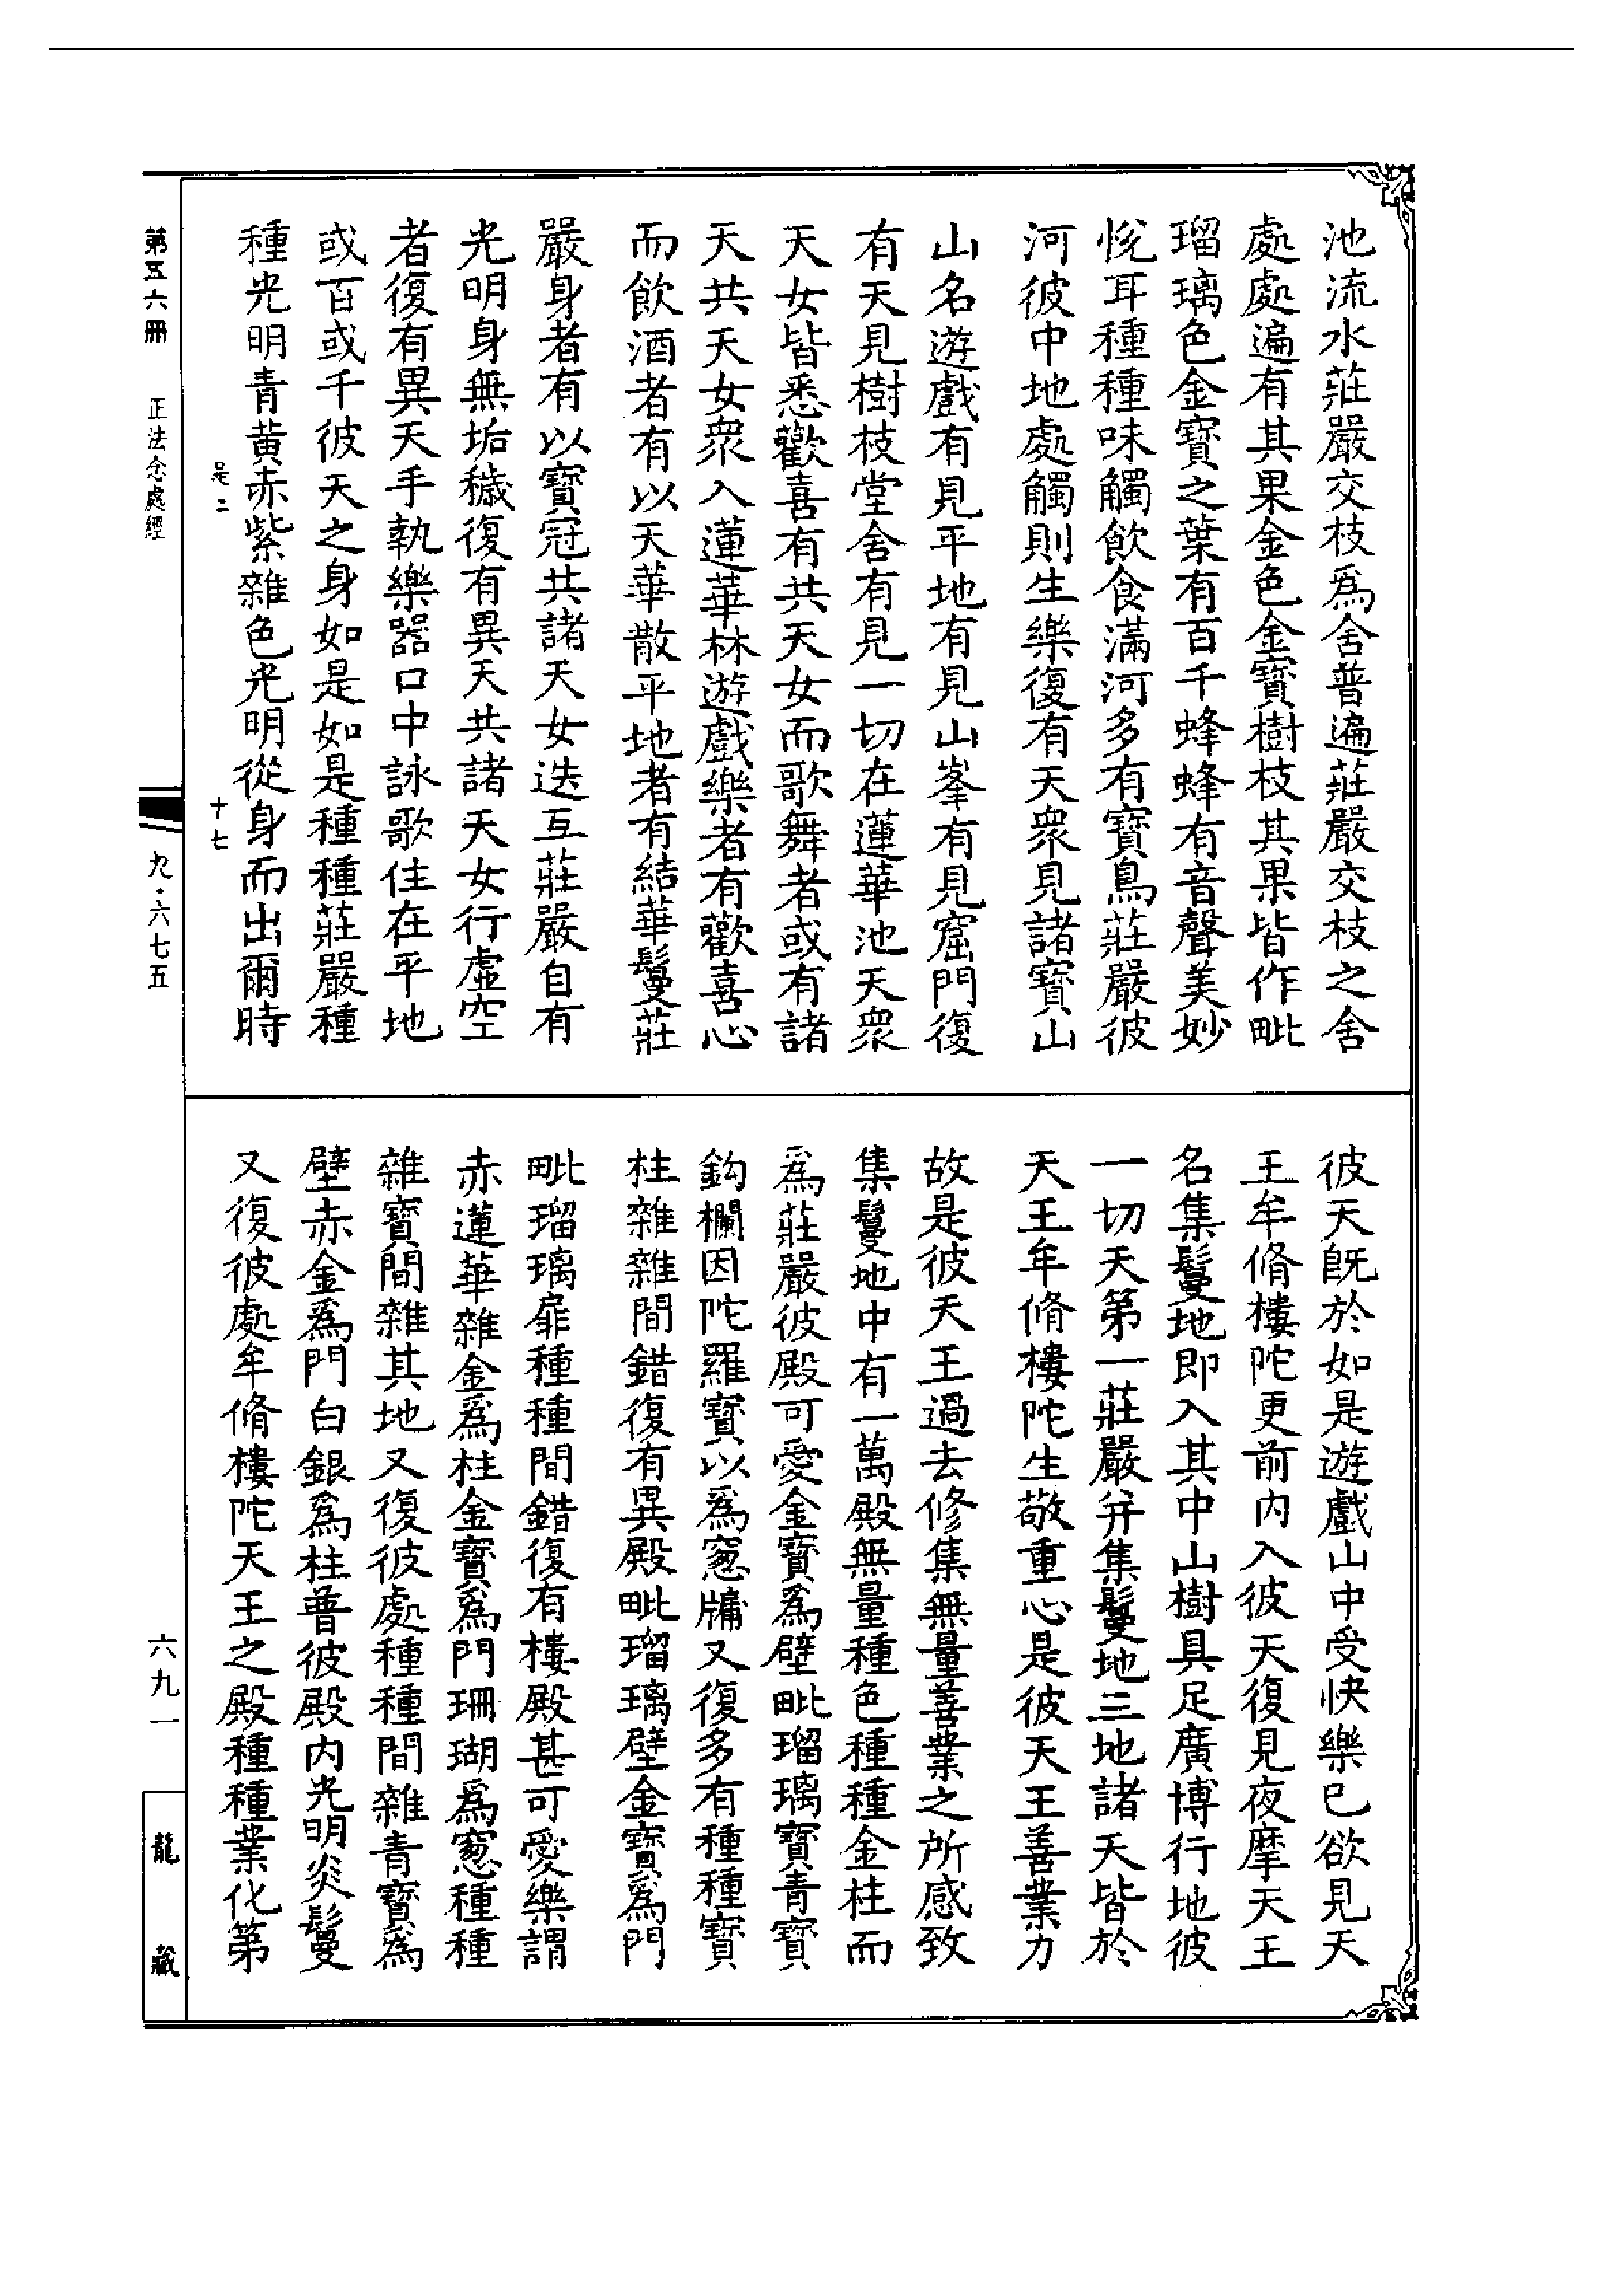 池流水莊嚴交枝爲舍普遍莊嚴交枝之舍
處處遍有其果金色金寶樹枝其果皆作毗
瑠璃色金寶之葉有百千蜂蜂有音聲美妙
悅耳種種味觸飲食滿河多有寶鳥莊嚴彼
河彼中地處觸則生樂復有天眾見諸寶山
山名遊戲有見平地有見山峯有見窟門復
有天見樹枝堂舍有見一切在蓮華池天眾
天女皆悉歡喜有共天女而歌舞者或有諸
天共天女眾入蓮華林遊戲樂者有歡喜心
而飲酒者有以天華散平地者有結華鬘莊
嚴身者有以寶冠共諸天女迭互莊嚴自有
光明身無垢穢復有異天共諸天女行虛空
者復有異天手執樂器口中詠歌住在平地
或百或千彼天之身如是如是種種莊嚴種
種光明青黄赤紫雜色光明從身而出爾時
彼天旣於如是遊戲山中受快樂已欲見天
王牟脩樓陀更前內入彼天復見夜摩天王
名集鬘地即入其中山樹具足廣博行地彼
一切天第一莊嚴并集鬘地三地諸天皆於
天王牟脩樓陀生敬重心是彼天王善業力
故是彼天王過去修集無量善業之所感致
集鬘地中有一萬殿無量種色種種金柱而
爲莊嚴彼殿可愛金寶爲壁毗瑠璃寶青寶
鈎欄因陀羅寶以爲窻牗又復多有種種寶
柱雜雜間錯復有異殿毗瑠璃壁金寶爲門
毗瑠璃扉種種間錯復有樓殿甚可愛樂謂
赤蓮華雜金爲柱金寶爲門珊瑚爲窻種種
雜寶間雜其地又復彼處種種間雜青寶爲
壁赤金爲門白銀爲柱普彼殿內光明炎鬘
又復彼處牟脩樓陀天王之殿種種業化第
是二
十七
第五六冊
正法念處經
九·六七五
六九一
龍藏